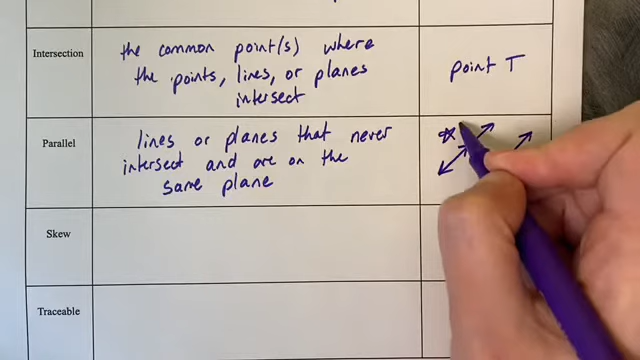 Intersection
the common point(s) where
the points, lines, or planes
intersect
point T
Parallel
lines or planes that never
intersect and are on the
same plane
Skew
Traceable